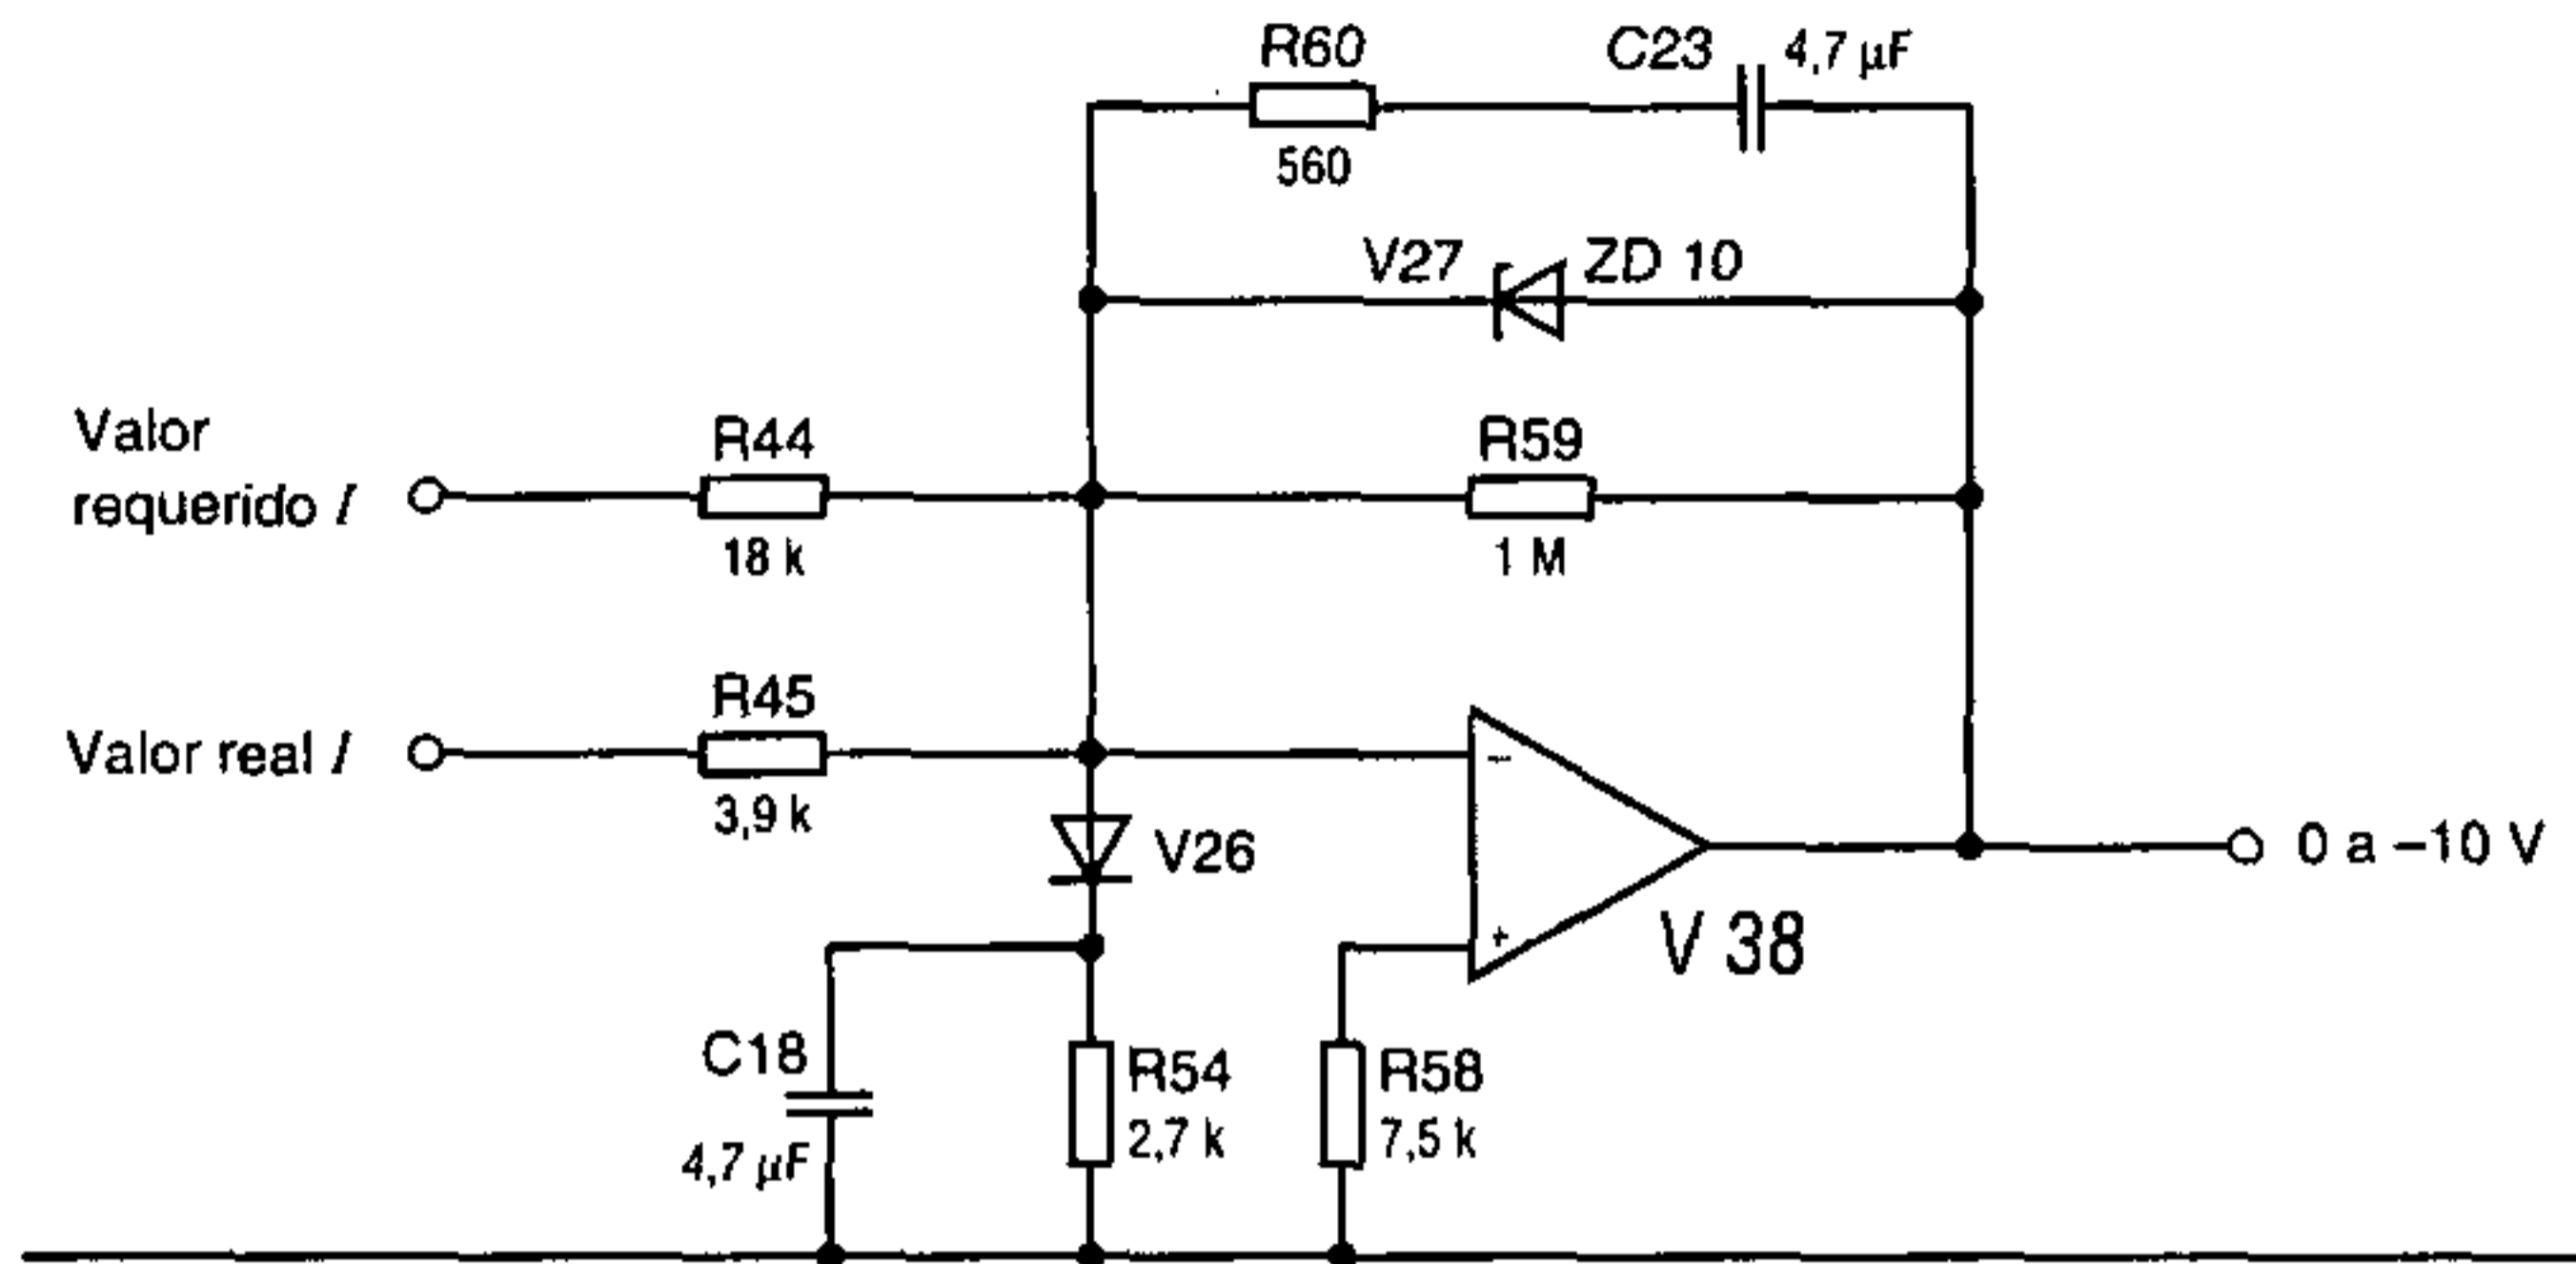 R60
C23
4,7 µF
560
V27
ZD 10
Valor
requerido I
R44
18 k
R59
1 M
Valor real I
R45
3,9 k
−
+
V26
V 38
0 a −10 V
C18
4,7 µF
R54
2,7 k
R58
7,5 k